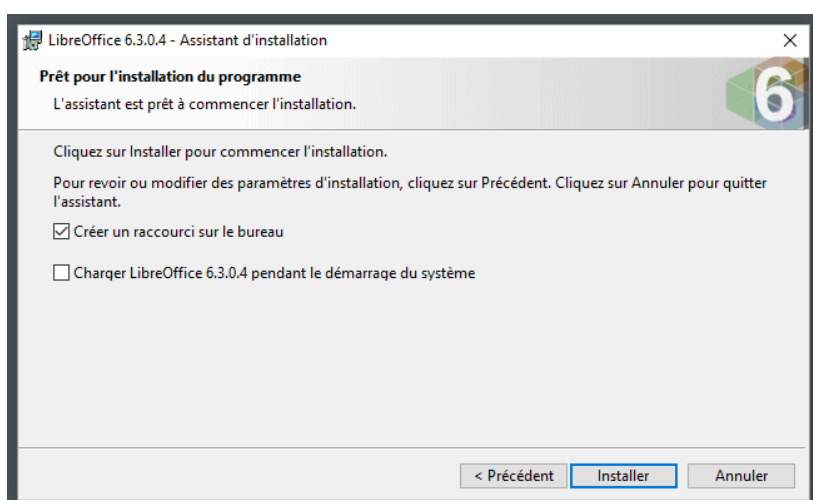 LibreOffice 6.3.0.4 - Assistant d'installation
Prêt pour l'installation du programme
L'assistant est prêt à commencer l'installation.
6
Cliquez sur Installer pour commencer l'installation.
Pour revoir ou modifier des paramètres d'installation, cliquez sur Précédent. Cliquez sur Annuler pour quitter
l'assistant.
Créer un raccourci sur le bureau
Charger LibreOffice 6.3.0.4 pendant le démarrage du système
< Précédent Installer Annuler